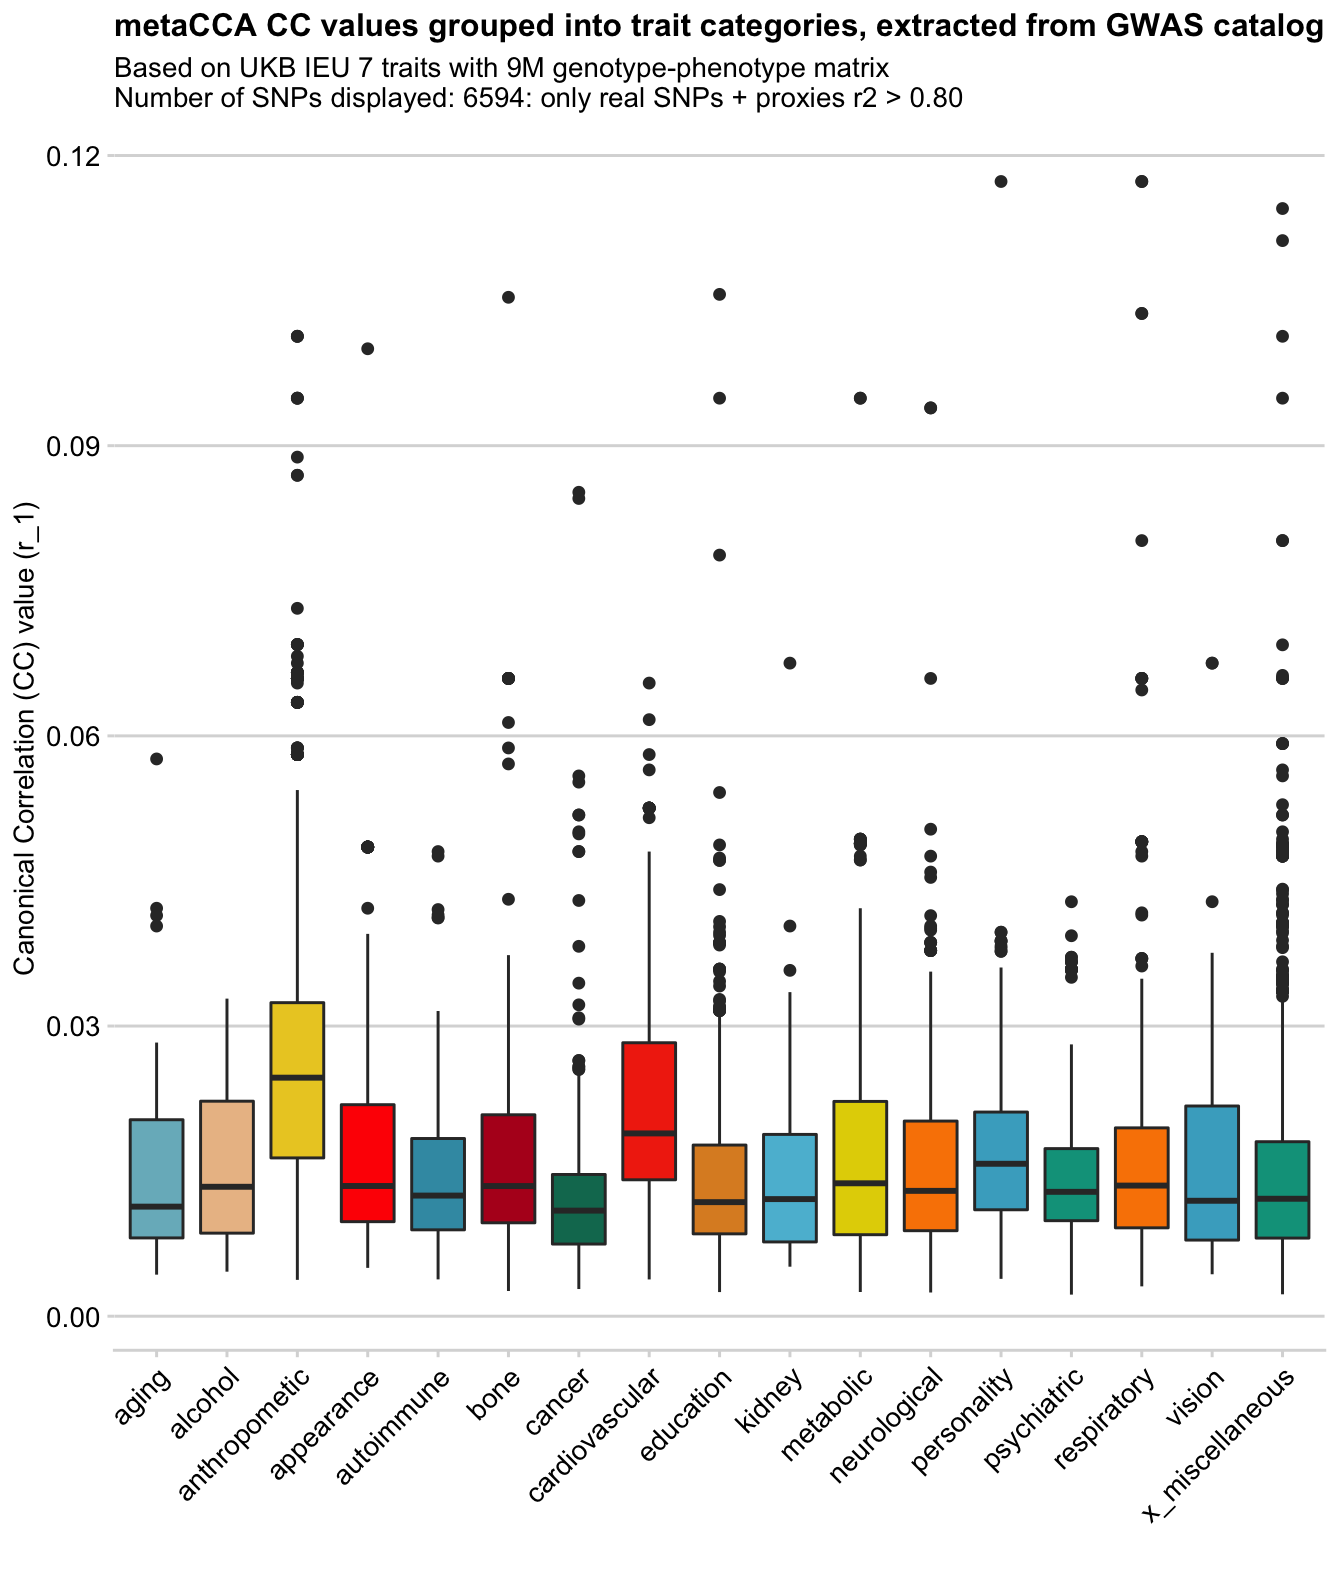 metaCCA CC values grouped into trait categories, extracted from GWAS catalog
Based on UKB IEU 7 traits with 9M genotype-phenotype matrix
Number of SNPs displayed: 6594: only real SNPs + proxies r2 > 0.80
0.12
0.09
0.06
0.03
0.00
Canonical Correlation (CC) value (r_1)
aging
alcohol
anthropometic
appearance
autoimmune
bone
cancer
cardiovascular
education
kidney
metabolic
neurological
personality
psychiatric
respiratory
vision
x_miscellaneous